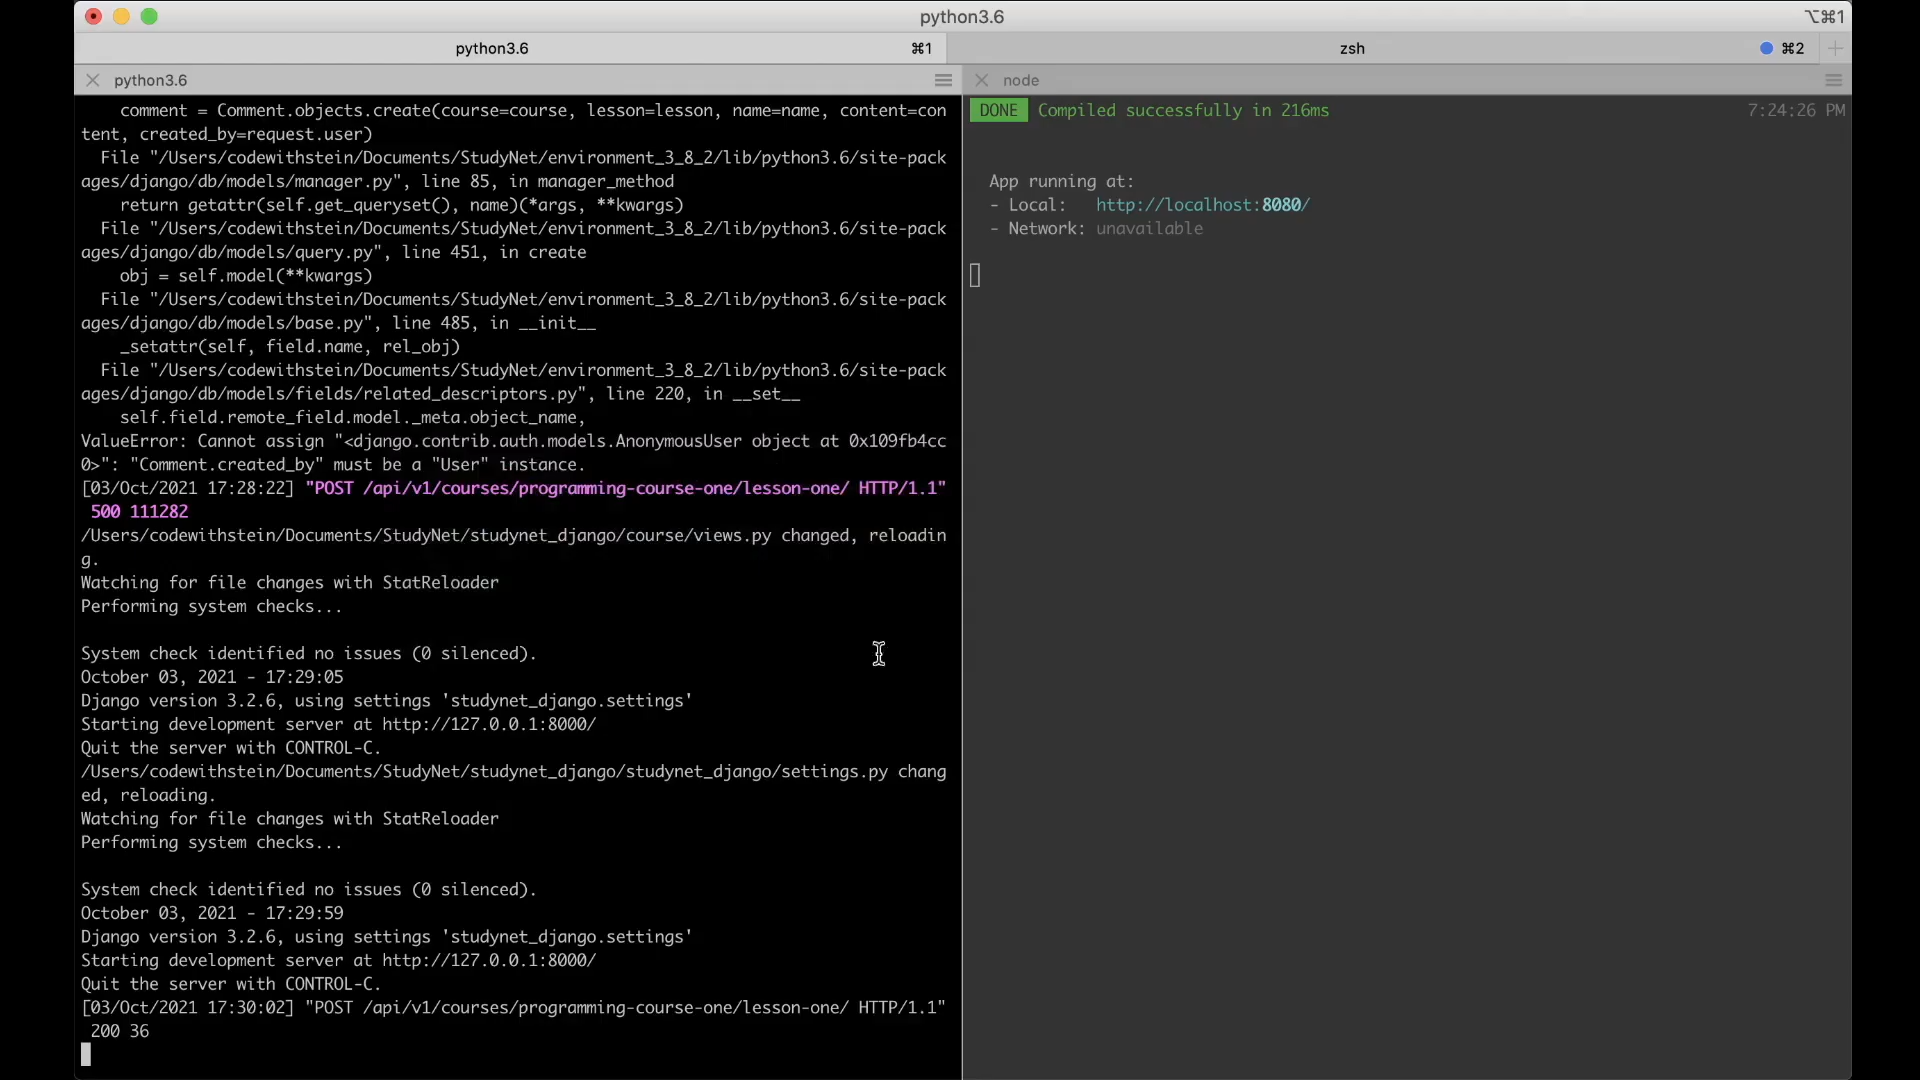 python3.6
⌥⌘1
python3.6 ⌘1
zsh ⌘2
python3.6
comment = Comment.objects.create(course=course, lesson=lesson, name=name, content=con
tent, created_by=request.user)
File "/Users/codewithstein/Documents/StudyNet/environment_3_8_2/lib/python3.6/site-pack
ages/django/db/models/manager.py", line 85, in manager_method
return getattr(self.get_queryset(), name)(*args, **kwargs)
File "/Users/codewithstein/Documents/StudyNet/environment_3_8_2/lib/python3.6/site-pack
ages/django/db/models/query.py", line 451, in create
obj = self.model(**kwargs)
File "/Users/codewithstein/Documents/StudyNet/environment_3_8_2/lib/python3.6/site-pack
ages/django/db/models/base.py", line 485, in __init__
_setattr(self, field.name, rel_obj)
File "/Users/codewithstein/Documents/StudyNet/environment_3_8_2/lib/python3.6/site-pack
ages/django/db/models/fields/related_descriptors.py", line 220, in __set__
self.field.remote_field.model._meta.object_name,
ValueError: Cannot assign "<django.contrib.auth.models.AnonymousUser object at 0x109fb4cc
0>": "Comment.created_by" must be a "User" instance.
[03/Oct/2021 17:28:22] "POST /api/v1/courses/programming-course-one/lesson-one/ HTTP/1.1"
500 111282
/Users/codewithstein/Documents/StudyNet/studynet_django/course/views.py changed, reloadin
g.
Watching for file changes with StatReloader
Performing system checks...
System check identified no issues (0 silenced).
October 03, 2021 - 17:29:05
Django version 3.2.6, using settings 'studynet_django.settings'
Starting development server at http://127.0.0.1:8000/
Quit the server with CONTROL-C.
/Users/codewithstein/Documents/StudyNet/studynet_django/studynet_django/settings.py chang
ed, reloading.
Watching for file changes with StatReloader
Performing system checks...
System check identified no issues (0 silenced).
October 03, 2021 - 17:29:59
Django version 3.2.6, using settings 'studynet_django.settings'
Starting development server at http://127.0.0.1:8000/
Quit the server with CONTROL-C.
[03/Oct/2021 17:30:02] "POST /api/v1/courses/programming-course-one/lesson-one/ HTTP/1.1"
200 36
node
DONE Compiled successfully in 216ms 7:24:26 PM
App running at:
- Local: http://localhost:8080/
- Network: unavailable